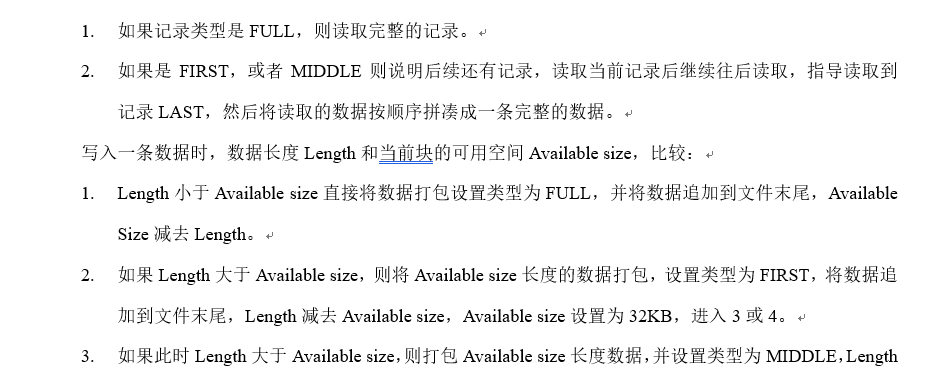 1. 如果记录类型是 FULL，则读取完整的记录。
2. 如果是 FIRST，或者 MIDDLE 则说明后续还有记录，读取当前记录后继续往后读取，指导读取到
记录 LAST，然后将读取的数据按顺序拼凑成一条完整的数据。
写入一条数据时，数据长度 Length 和当前块的可用空间 Available size，比较：
1. Length 小于 Available size 直接将数据打包设置类型为 FULL，并将数据追加到文件末尾，Available
Size 减去 Length。
2. 如果 Length 大于 Available size，则将 Available size 长度的数据打包，设置类型为 FIRST，将数据追
加到文件末尾，Length 减去 Available size，Available size 设置为 32KB，进入 3 或 4。
3. 如果此时 Length 大于 Available size，则打包 Available size 长度数据，并设置类型为 MIDDLE，Length